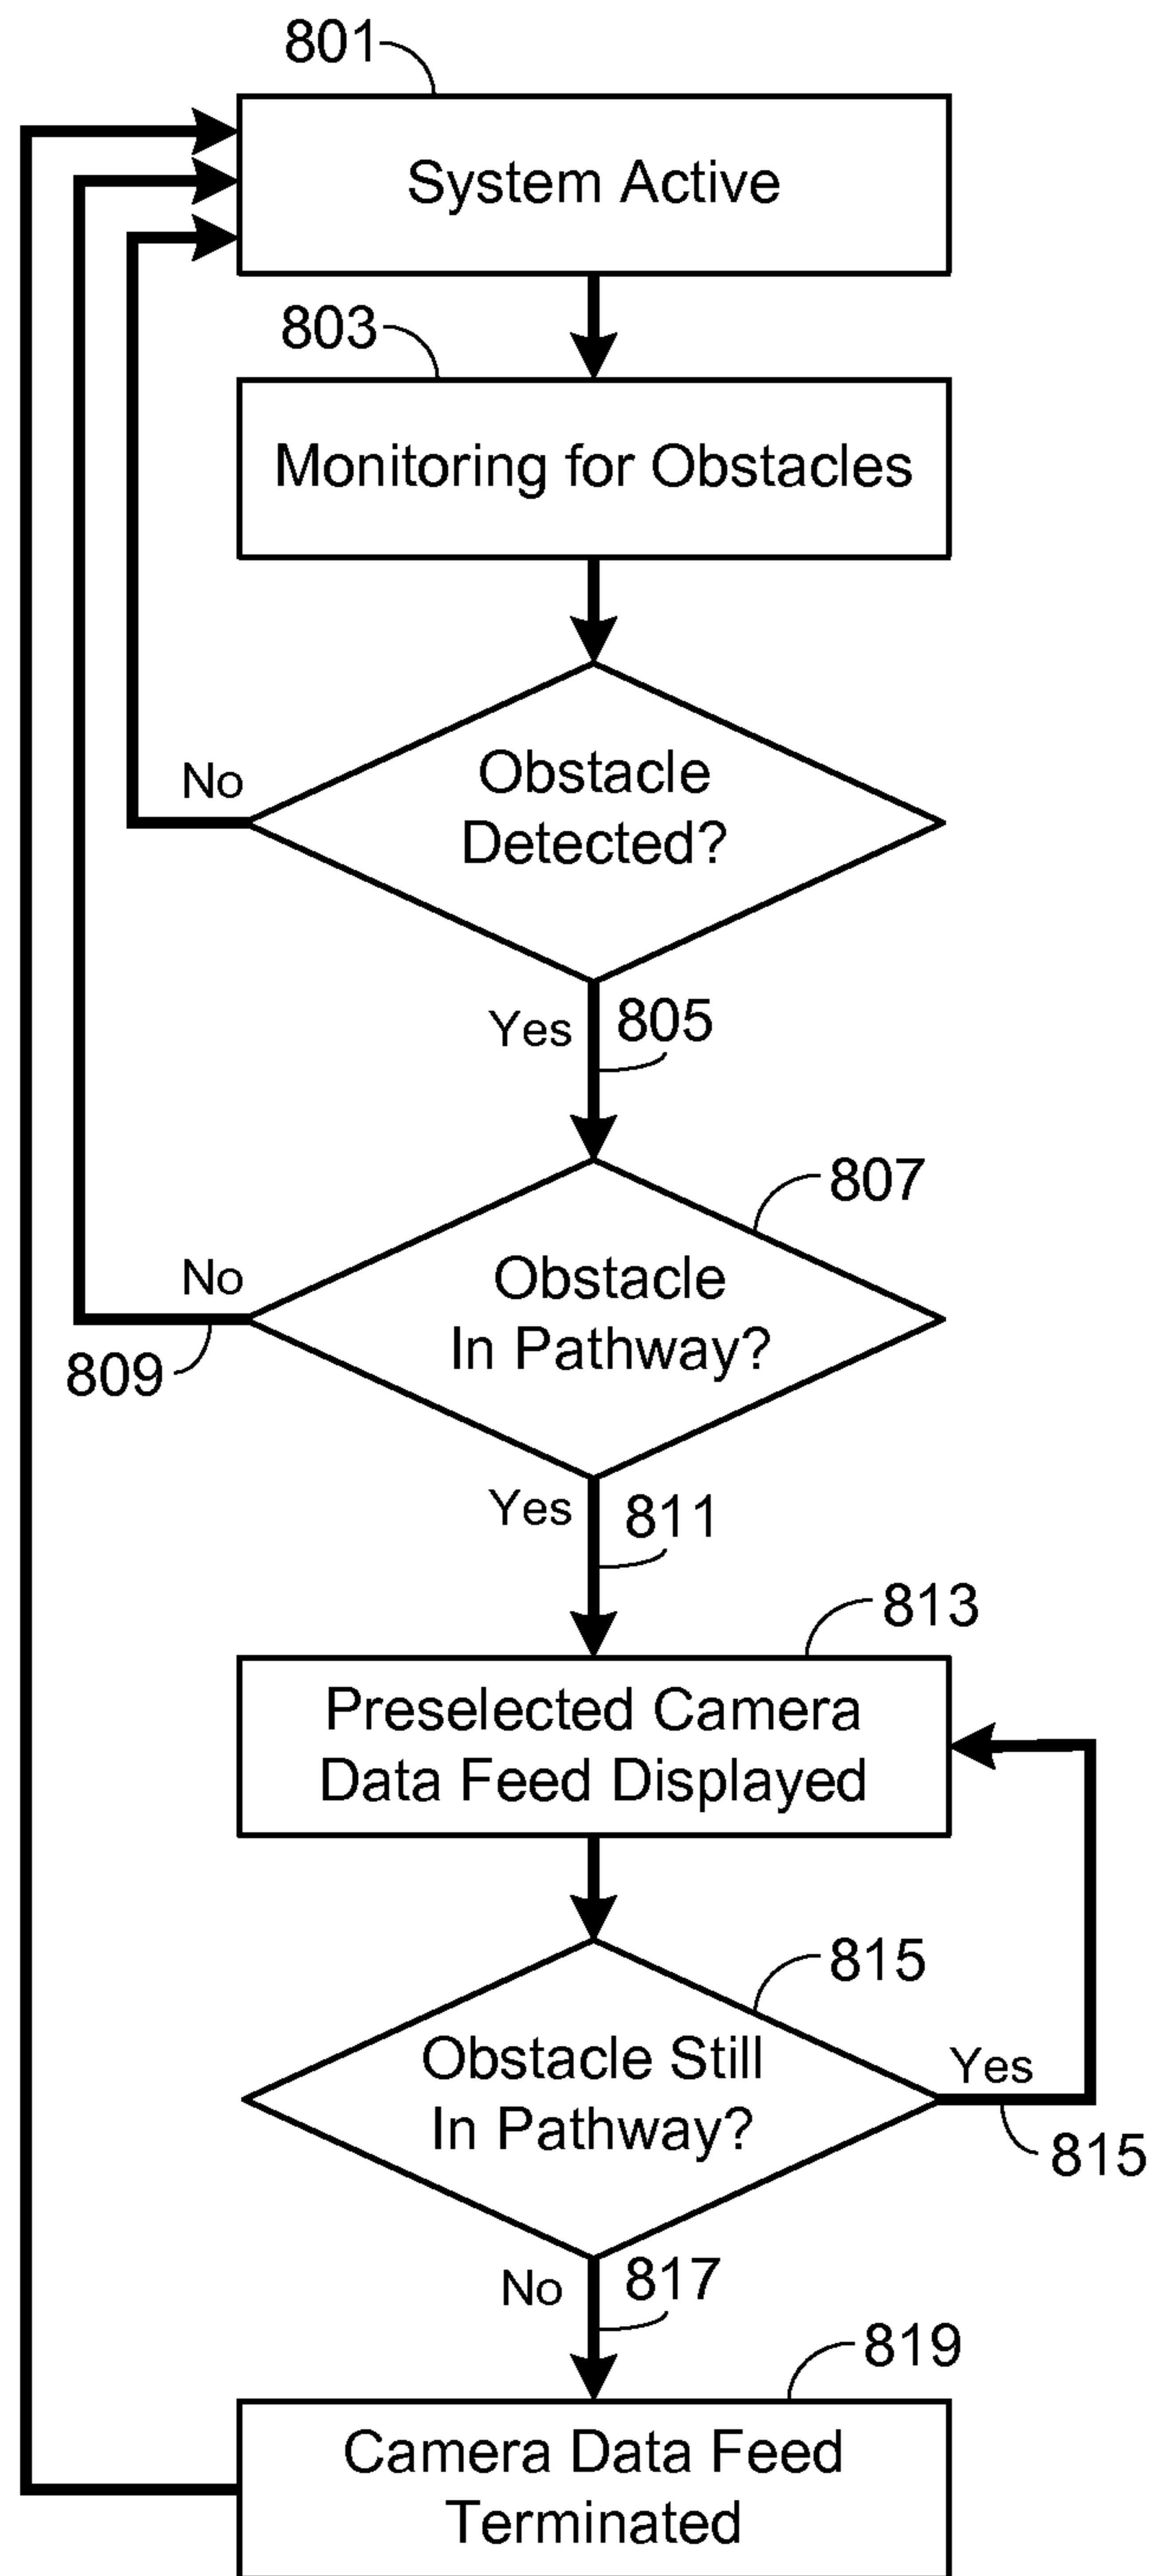 801
System Active
803
Monitoring for Obstacles
Obstacle
Detected?
No
Yes
805
807
Obstacle
In Pathway?
No
809
Yes
811
813
Preselected Camera
Data Feed Displayed
815
Obstacle Still
In Pathway?
Yes
815
No
817
819
Camera Data Feed
Terminated